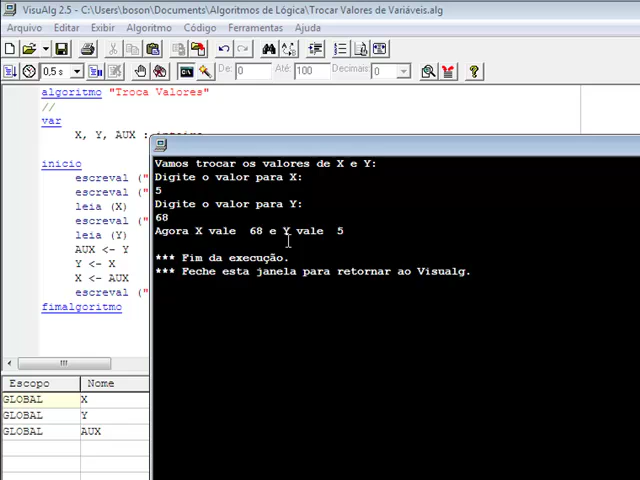 VisuAlg 2.5 - C:\Users\boson\Documents\Algoritmos de Lógica\Trocar Valores de Variáveis.alg
Arquivo Editar Exibir Algoritmo Código Ferramentas Ajuda
0,5 s De: 0 Até: 100 Decimais: 0
algoritmo "Troca Valores"
//
var
X, Y, AUX : inteiro
inicio
escreval ("
escreval ("
leia (X)
escreval ("
leia (Y)
AUX <- Y
Y <- X
X <- AUX
escreval ("
fimalgoritmo
Vamos trocar os valores de X e Y:
Digite o valor para X:
5
Digite o valor para Y:
68
Agora X vale 68 e Y vale 5
*** Fim da execução.
*** Feche esta janela para retornar ao Visualg.
Escopo Nome
GLOBAL X
GLOBAL Y
GLOBAL AUX